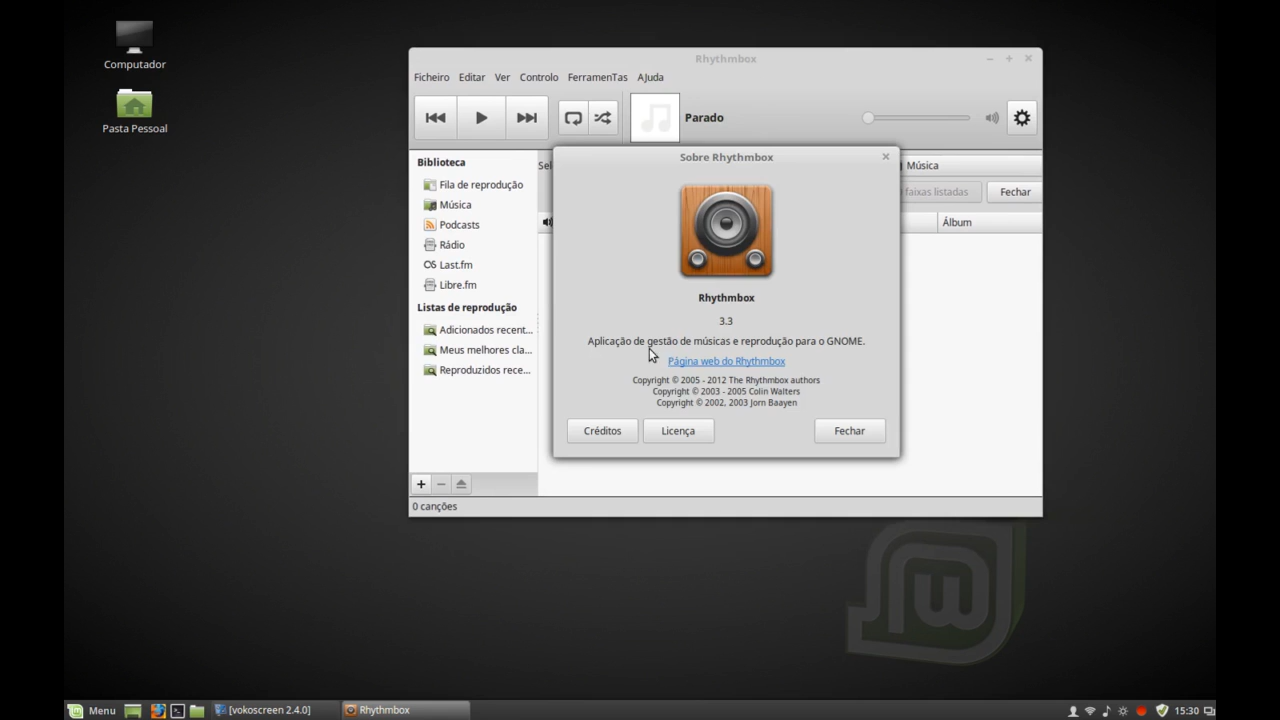 Computador
Pasta Pessoal
Rhythmbox
Ficheiro Editar Ver Controlo FerramenTas AJuda
Parado
Biblioteca
Fila de reprodução
Música
Podcasts
Rádio
Last.fm
Libre.fm
Listas de reprodução
Adicionados recent...
Meus melhores cla...
Reproduzidos rece...
0 canções
Sel
Música
faixas listadas
Fechar
Álbum
Sobre Rhythmbox
Rhythmbox
3.3
Aplicação de gestão de músicas e reprodução para o GNOME.
Página web do Rhythmbox
Copyright © 2005 - 2012 The Rhythmbox authors
Copyright © 2003 - 2005 Colin Walters
Copyright © 2002, 2003 Jorn Baayen
Créditos Licença Fechar
Menu [vokoscreen 2.4.0] Rhythmbox 15:30